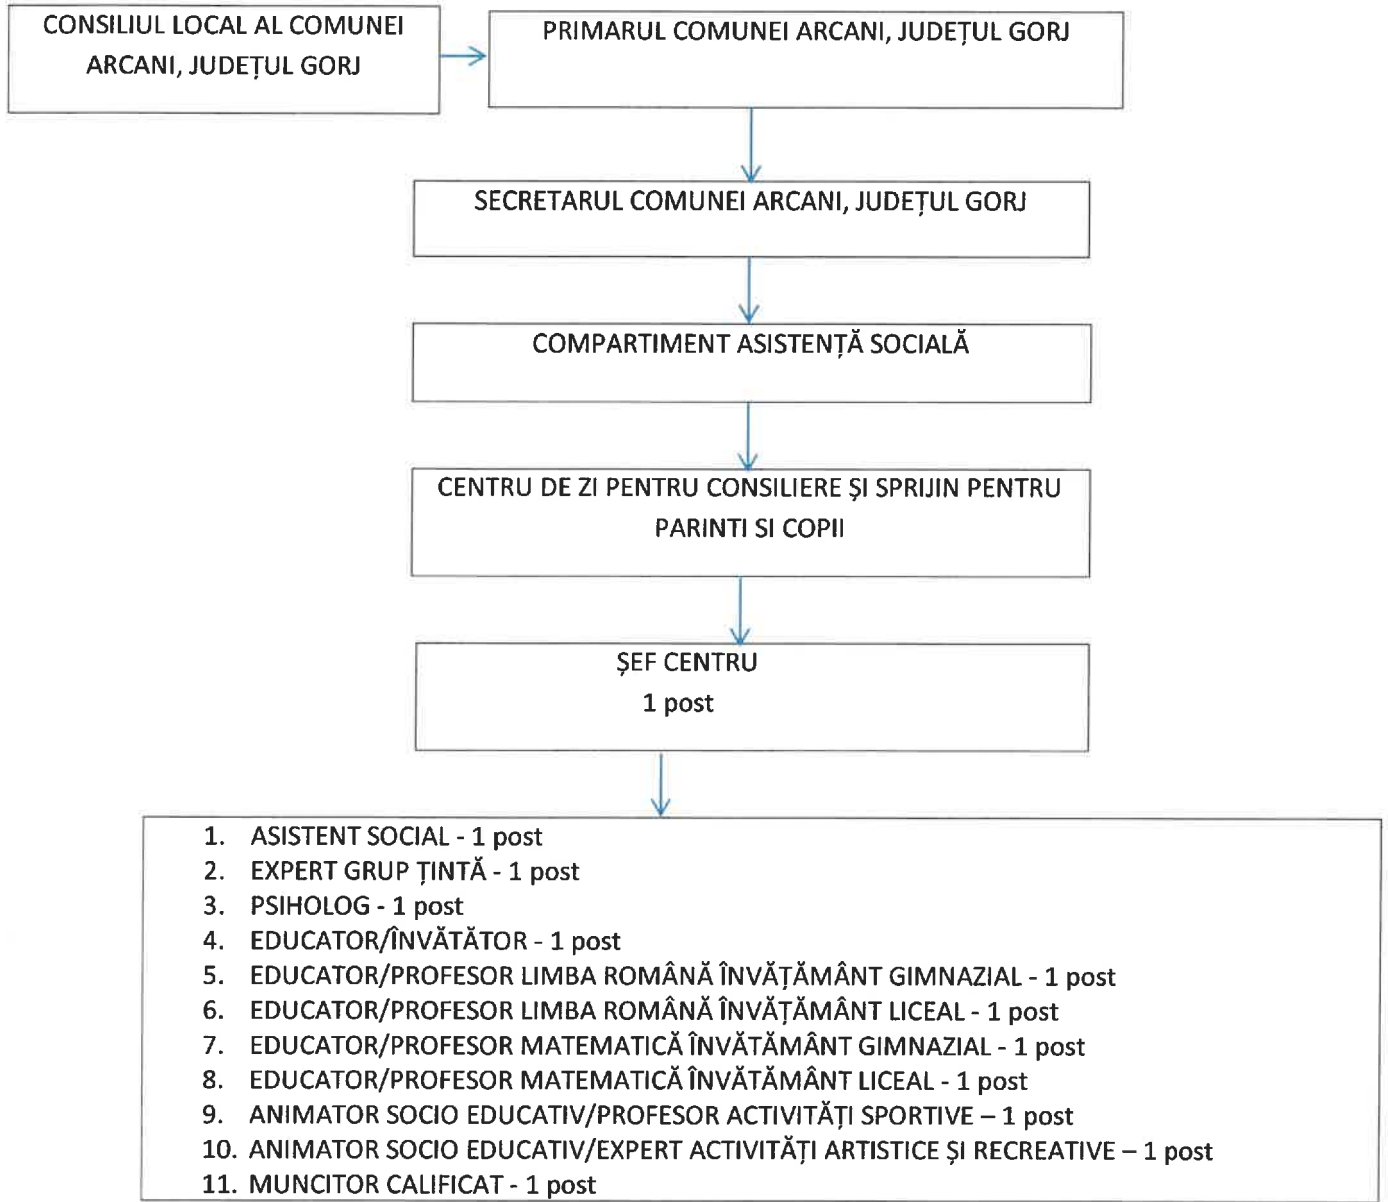 CONSILIUL LOCAL AL COMUNEI
ARCANI, JUDEȚUL GORJ
PRIMARUL COMUNEI ARCANI, JUDEȚUL GORJ
SECRETARUL COMUNEI ARCANI, JUDEȚUL GORJ
COMPARTIMENT ASISTENȚĂ SOCIALĂ
CENTRU DE ZI PENTRU CONSILIERE ȘI SPRIJIN PENTRU
PARINTI SI COPII
ȘEF CENTRU
1 post
1. ASISTENT SOCIAL - 1 post
2. EXPERT GRUP ȚINTĂ - 1 post
3. PSIHOLOG - 1 post
4. EDUCATOR/ÎNVĂTĂTOR - 1 post
5. EDUCATOR/PROFESOR LIMBA ROMÂNĂ ÎNVĂȚĂMÂNT GIMNAZIAL - 1 post
6. EDUCATOR/PROFESOR LIMBA ROMÂNĂ ÎNVĂȚĂMÂNT LICEAL - 1 post
7. EDUCATOR/PROFESOR MATEMATICĂ ÎNVĂTĂMÂNT GIMNAZIAL - 1 post
8. EDUCATOR/PROFESOR MATEMATICĂ ÎNVĂTĂMÂNT LICEAL - 1 post
9. ANIMATOR SOCIO EDUCATIV/PROFESOR ACTIVITĂȚI SPORTIVE – 1 post
10. ANIMATOR SOCIO EDUCATIV/EXPERT ACTIVITĂȚI ARTISTICE ȘI RECREATIVE – 1 post
11. MUNCITOR CALIFICAT - 1 post